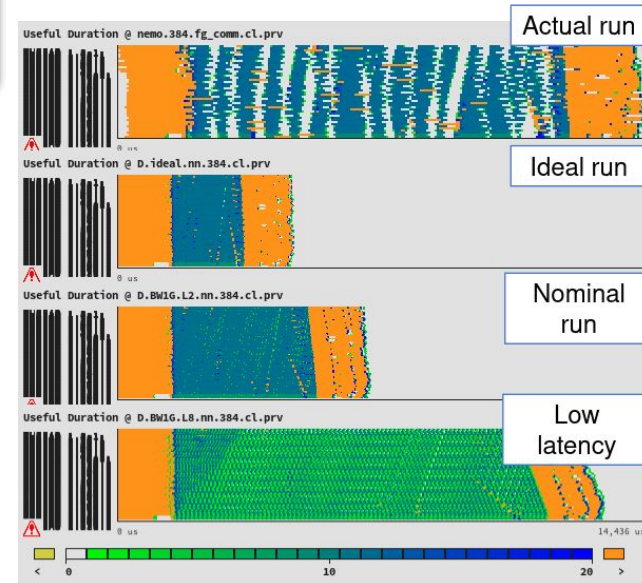 Actual run
Useful Duration @ nemo.384.fg_comm.cl.prv
0 us
Ideal run
Useful Duration @ D.ideal.nn.384.cl.prv
0 us
Nominal
run
Useful Duration @ D.BW1G.L2.nn.384.cl.prv
Low
latency
Useful Duration @ D.BW1G.L8.nn.384.cl.prv
0 us 14,436 us
< 0 10 20 >